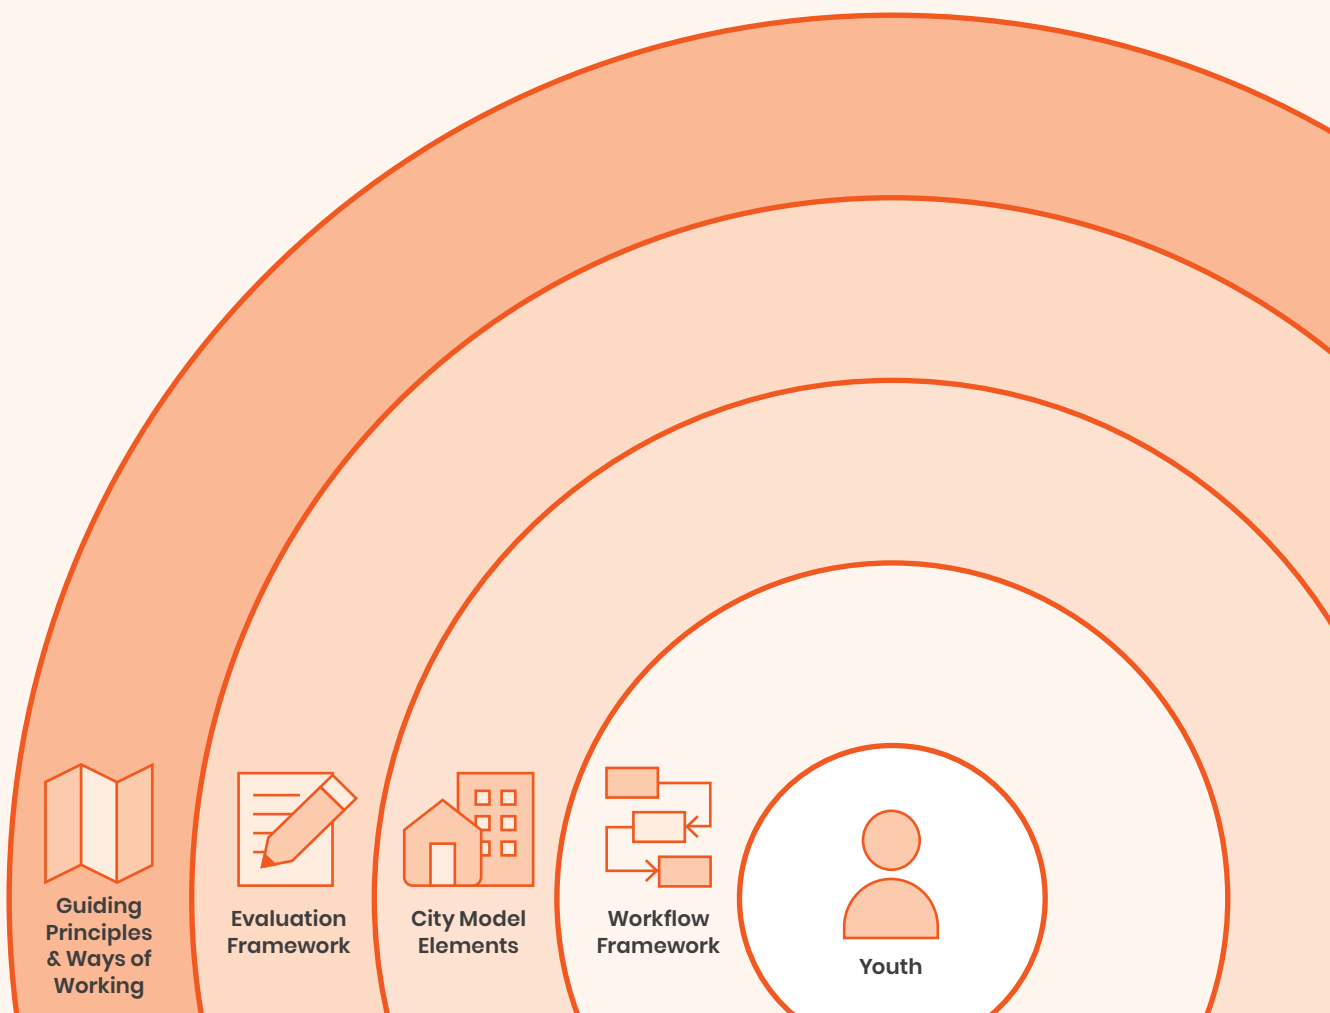 Guiding
Principles
& Ways of
Working
Evaluation
Framework
City Model
Elements
Workflow
Framework
Youth